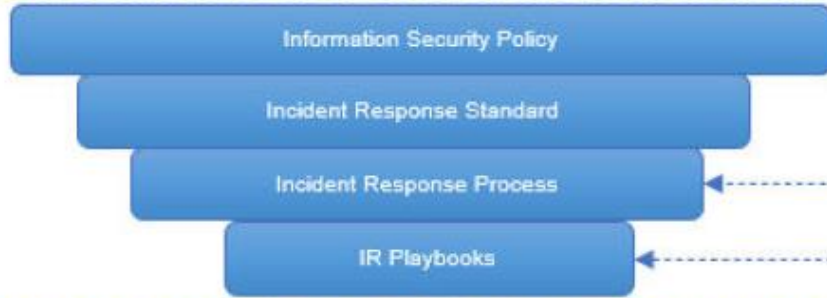 Information Security Policy
Incident Response Standard
Incident Response Process
IR Playbooks